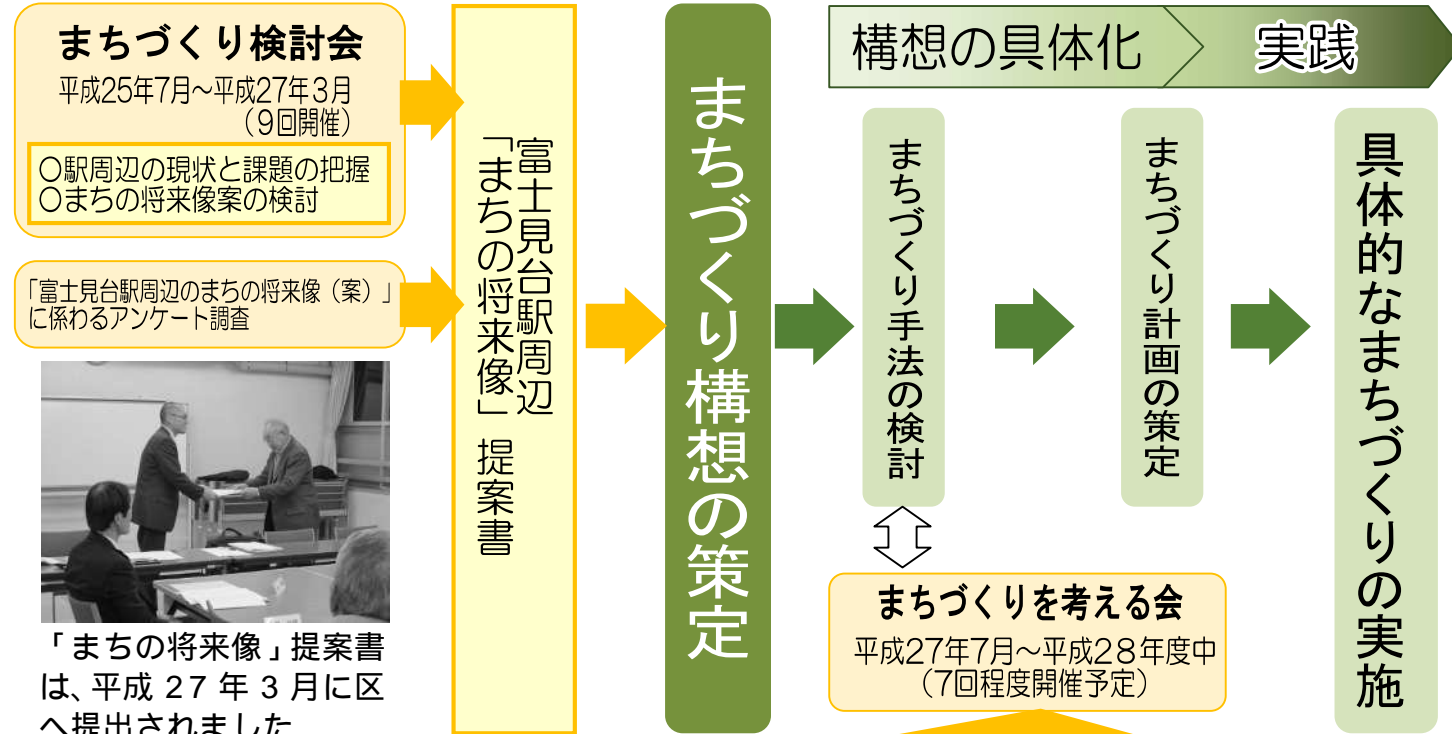 まちづくり検討会
平成25年7月～平成27年3月
（9回開催）
○駅周辺の現状と課題の把握
○まちの将来像案の検討
「富士見台駅周辺のまちの将来像（案）」
に係わるアンケート調査
「まちの将来像」提案書
は、平成 27 年 3 月に区
へ提出されました
富士見台駅周辺
「まちの将来像」提案書
まちづくり構想の策定
構想の具体化
実践
まちづくり手法の検討
まちづくり計画の策定
具体的なまちづくりの実施
まちづくりを考える会
平成27年7月～平成28年度中
（7回程度開催予定）